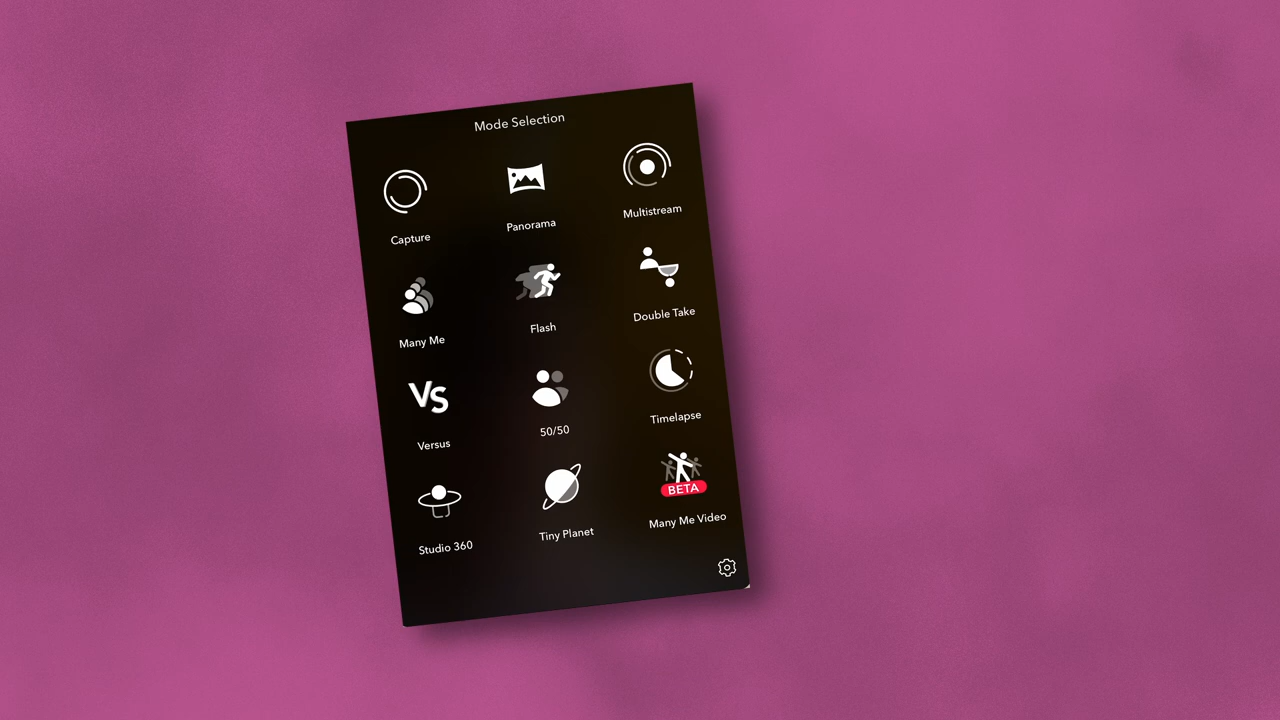 Mode Selection
Capture
Panorama
Multistream
Many Me
Flash
Double Take
VS
Versus
50/50
Timelapse
BETA
Studio 360
Tiny Planet
Many Me Video